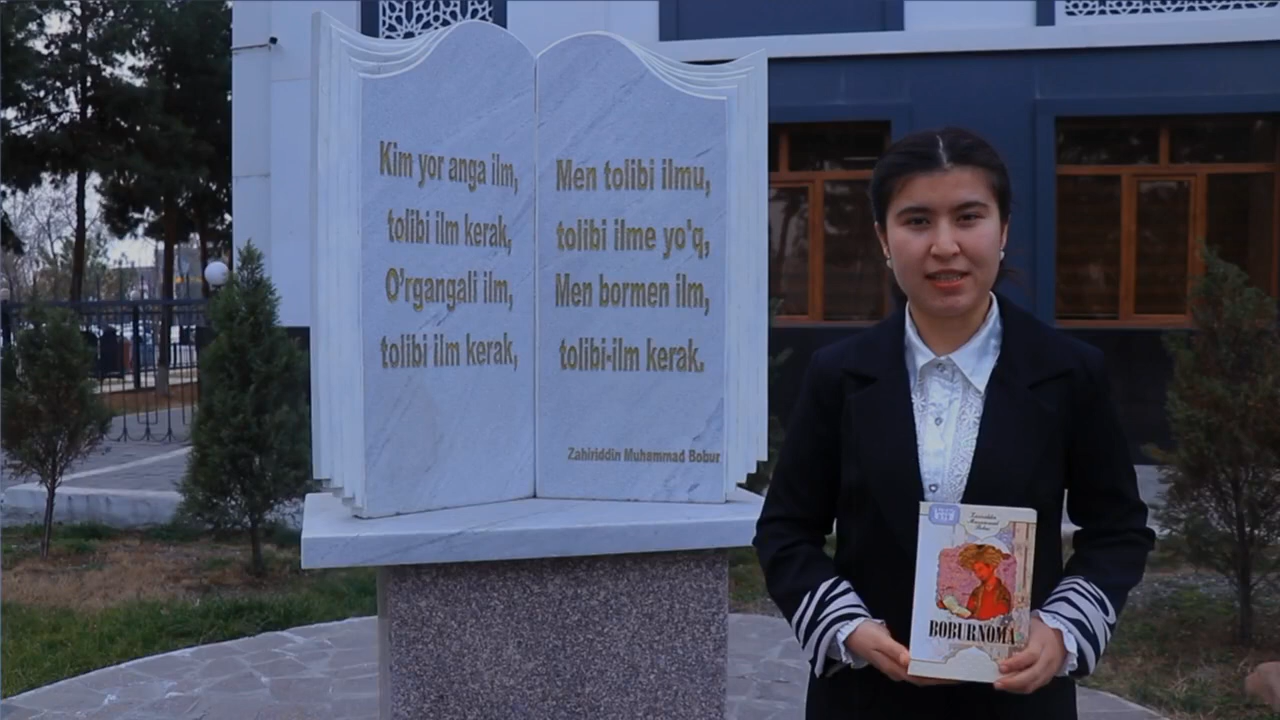 Kim yor anga ilm,
tolibi ilm kerak,
O'rgangali ilm,
tolibi ilm kerak,
Men tolibi ilmu,
tolibi ilme yo'q,
Men bormen ilm,
tolibi-ilm kerak.
Zahiriddin Muhammad Bobur
BOBURNOMA